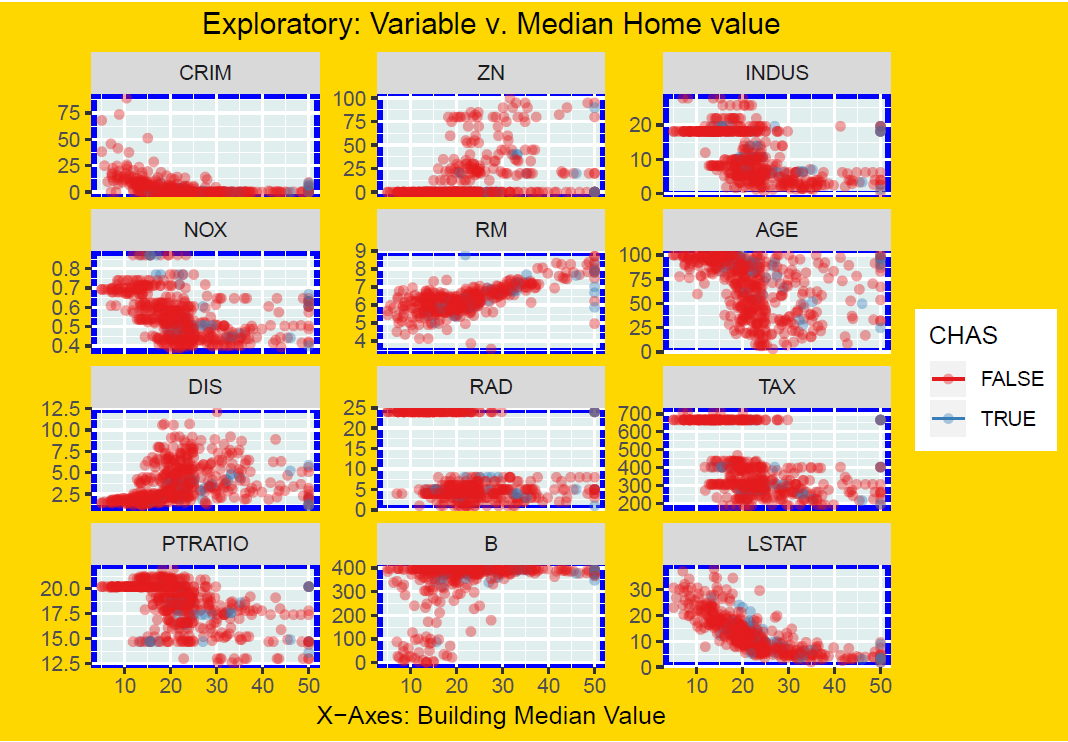 Exploratory: Variable v. Median Home value
CRIM ZN INDUS
75 100 20
50 75 10
25 50 0
0 25
0
NOX RM AGE
0.8 9 100
0.7 8 75
0.6 7 50
0.5 6 25
0.4 5 0
4
CHAS
FALSE
TRUE
DIS RAD TAX
12.5 25 700
10.0 20 600
7.5 15 500
5.0 10 400
2.5 5 300
0 200
PTRATIO B LSTAT
20.0 400 30
17.5 300 20
15.0 200 10
12.5 100 0
0
10 20 30 40 50 10 20 30 40 50 10 20 30 40 50
X−Axes: Building Median Value